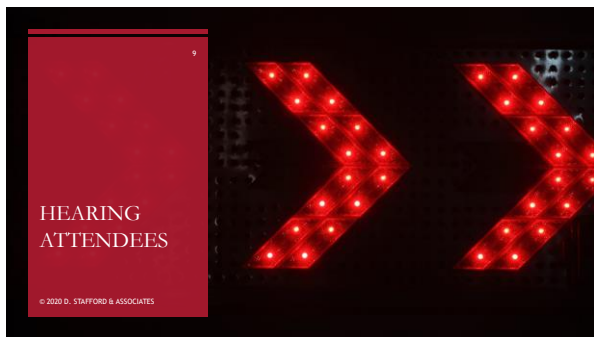 9
HEARING
ATTENDEES
© 2020 D. STAFFORD & ASSOCIATES